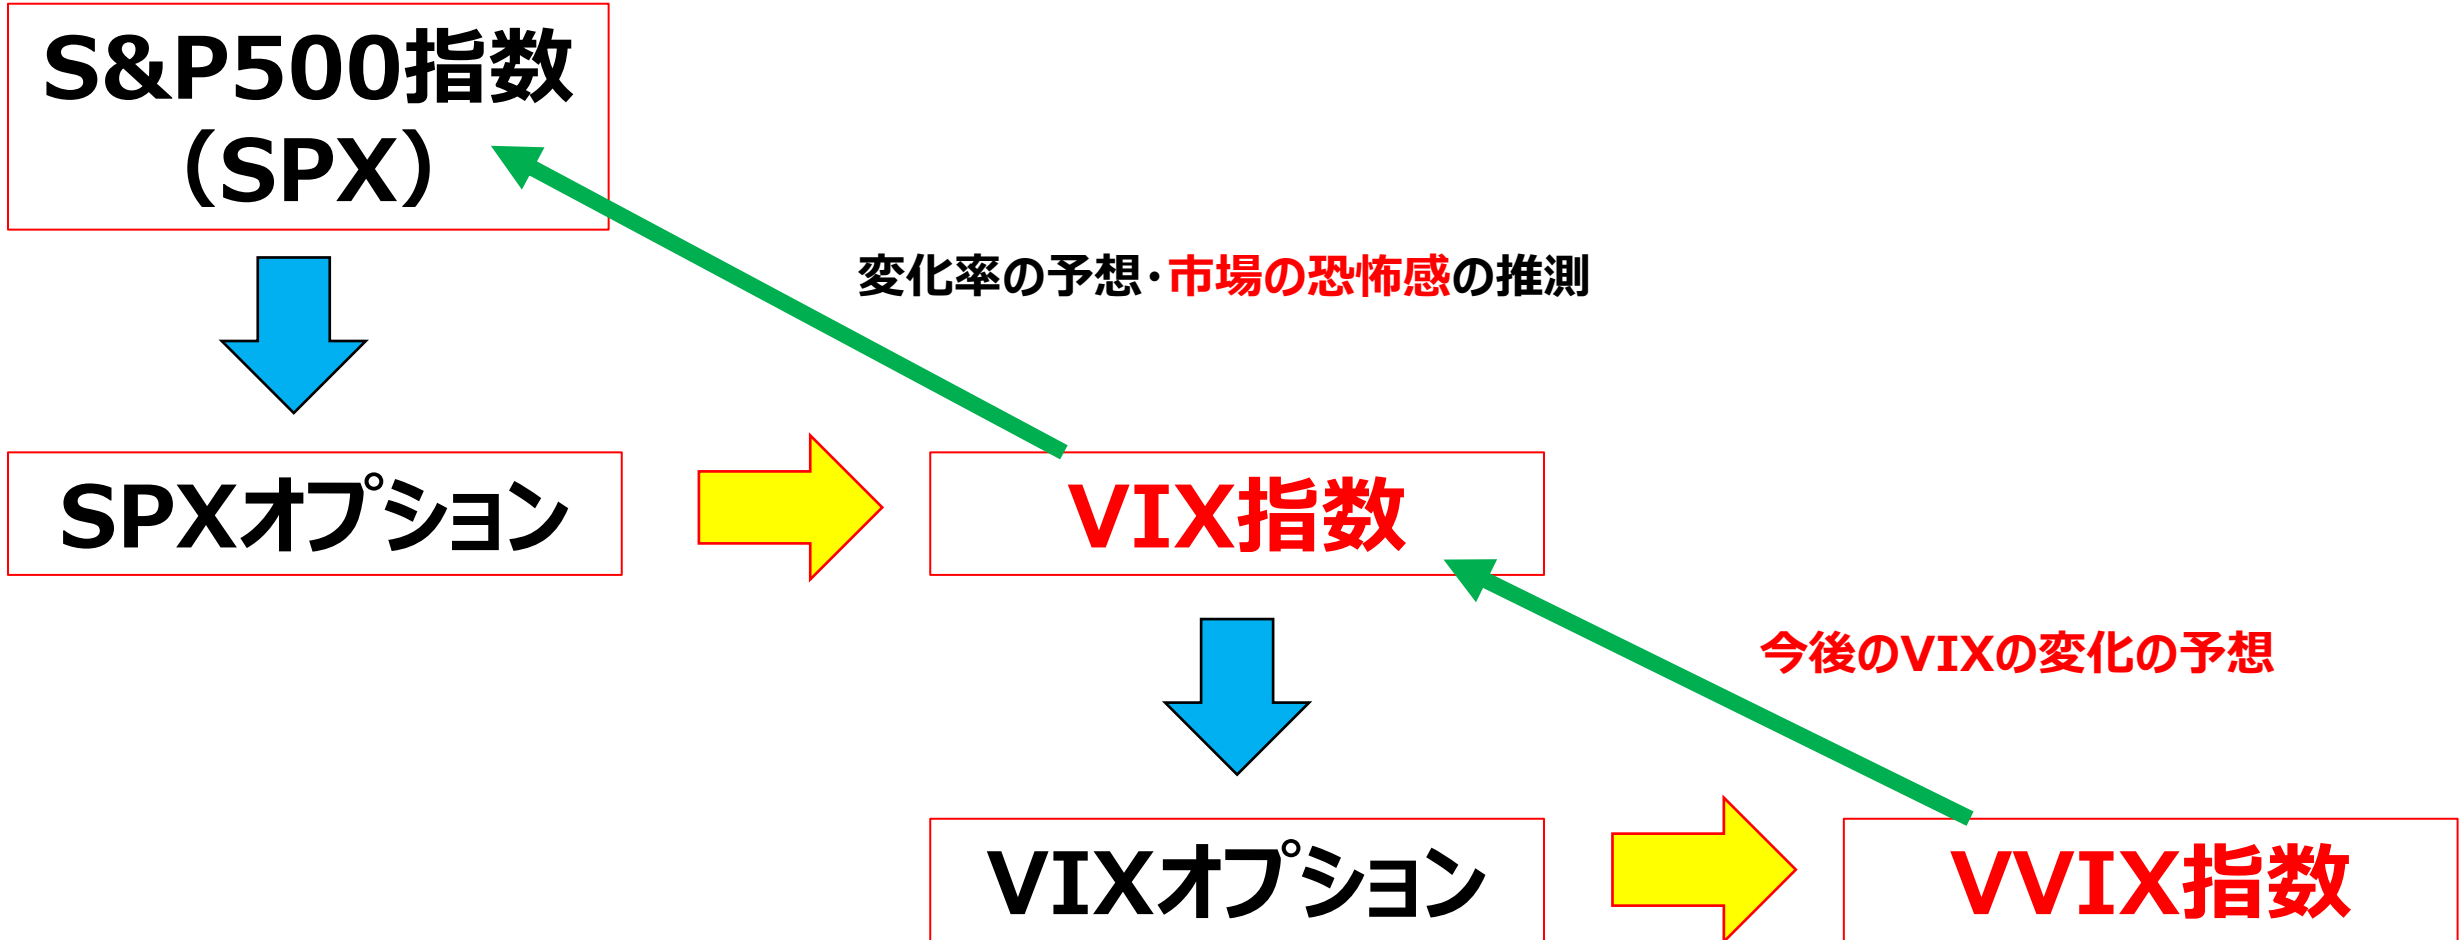 S&P500指数
（SPX）
変化率の予想・市場の恐怖感の推測
SPXオプション
VIX指数
今後のVIXの変化の予想
VIXオプション
VVIX指数